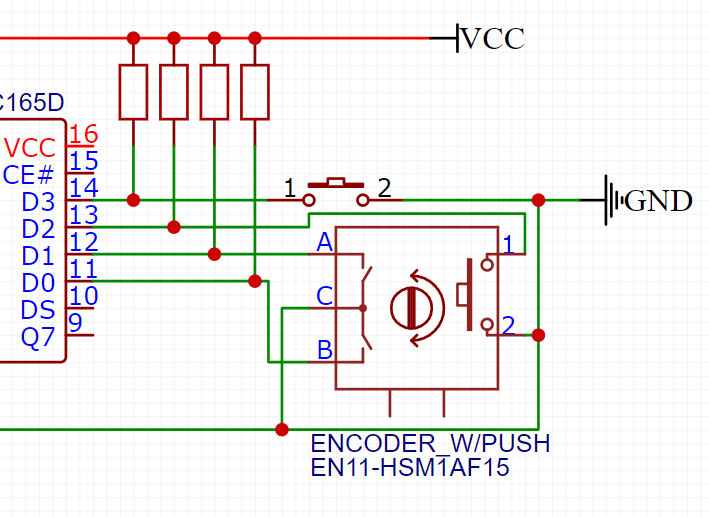 VCC
C165D
16
VCC
15
CE#
14
D3
1 2
GND
13
D2
12
D1
A
1
11
D0
10
DS
C
9
Q7
2
B
ENCODER_W/PUSH
EN11-HSM1AF15